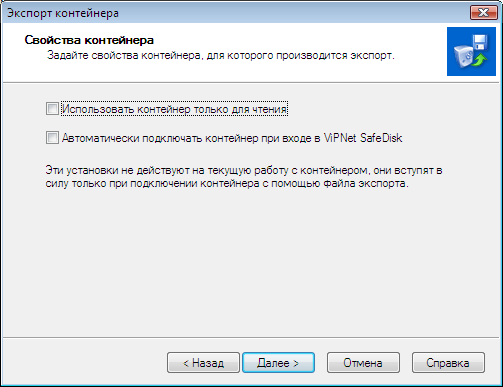 Экспорт контейнера
Свойства контейнера
Задайте свойства контейнера, для которого производится экспорт.
Использовать контейнер только для чтения
Автоматически подключать контейнер при входе в ViPNet SafeDisk
Эти установки не действуют на текущую работу с контейнером, они вступят в
силу только при подключении контейнера с помощью файла экспорта.
< Назад
Далее >
Отмена
Справка